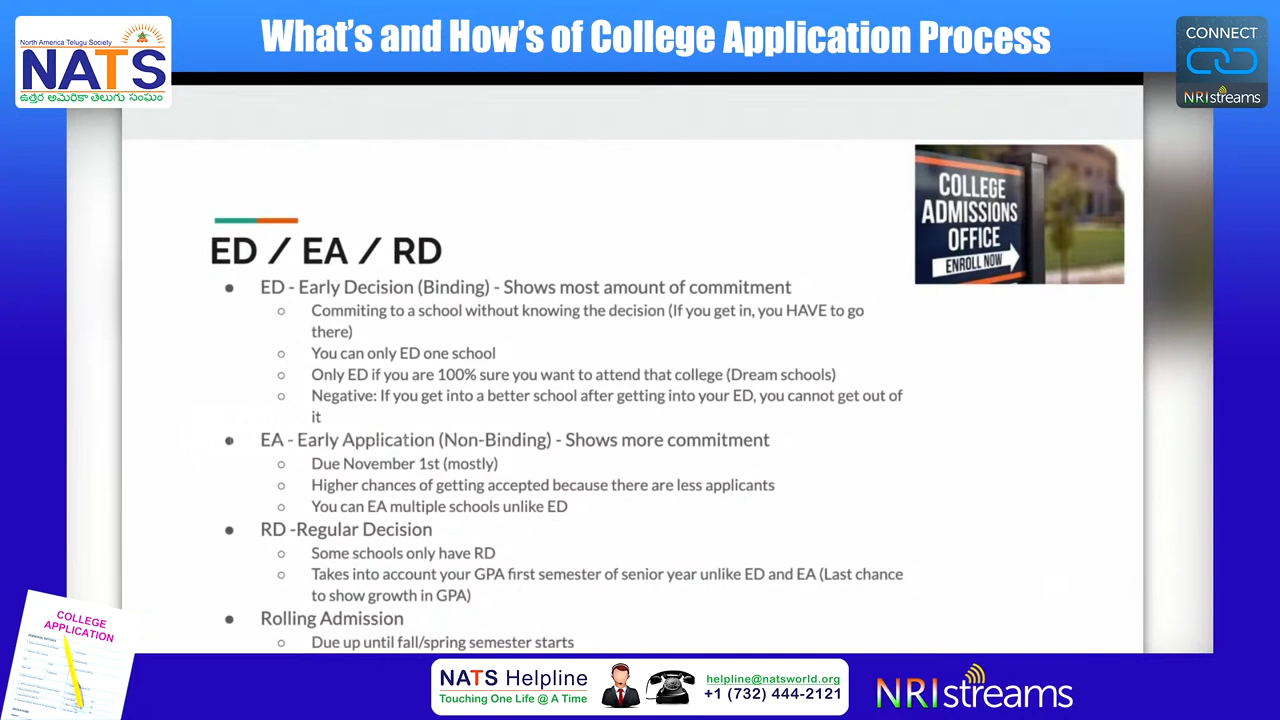 North America Telugu Society
NATS
ఉత్తర అమెరికా తెలుగు సంఘం
What's and How's of College Application Process
CONNECT
NRIstreams
COLLEGE
ADMISSIONS
OFFICE
ENROLL NOW
ED / EA / RD
● ED - Early Decision (Binding) - Shows most amount of commitment
○ Commiting to a school without knowing the decision (If you get in, you HAVE to go
there)
○ You can only ED one school
○ Only ED if you are 100% sure you want to attend that college (Dream schools)
○ Negative: If you get into a better school after getting into your ED, you cannot get out of
it
● EA - Early Application (Non-Binding) - Shows more commitment
○ Due November 1st (mostly)
○ Higher chances of getting accepted because there are less applicants
○ You can EA multiple schools unlike ED
● RD -Regular Decision
○ Some schools only have RD
○ Takes into account your GPA first semester of senior year unlike ED and EA (Last chance
to show growth in GPA)
● Rolling Admission
○ Due up until fall/spring semester starts
COLLEGE
APPLICATION
NATS Helpline
Touching One Life @ A Time
helpline@natsworld.org
+1 (732) 444-2121
NRIstreams